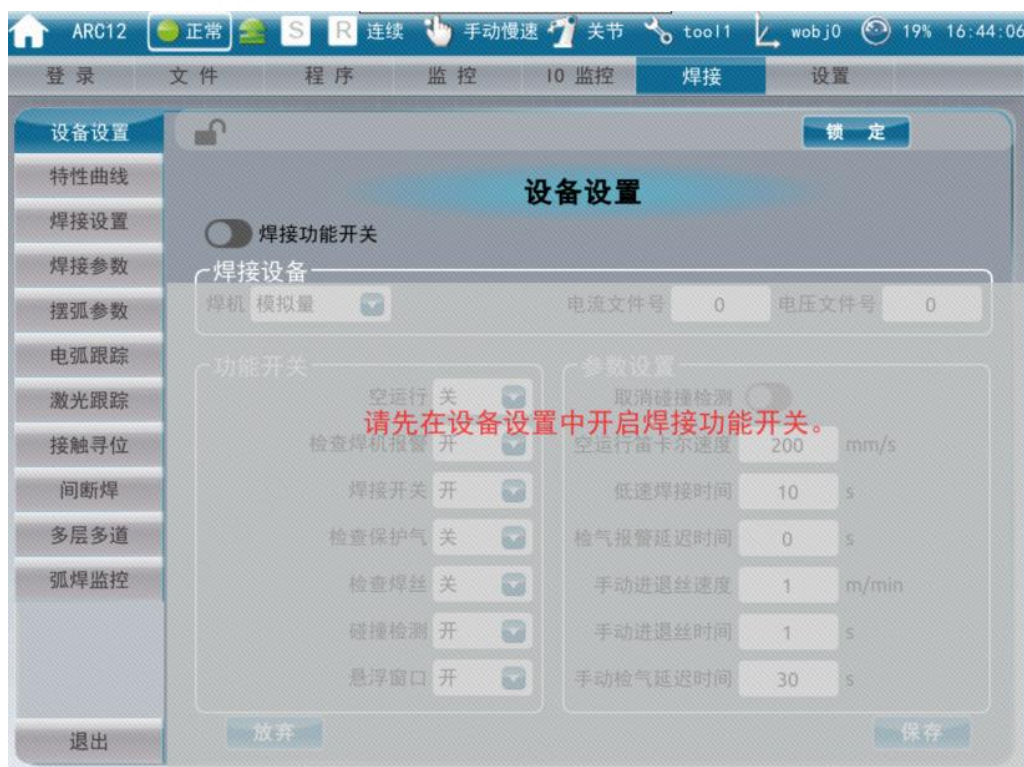 ARC12 正常 S R 连续 手动慢速 关节 tool1 wobj0 19% 16:44:06
登录 文件 程序 监控 IO 监控 焊接 设置
设备设置
锁 定
特性曲线
焊接设置
焊接参数
摆弧参数
电弧跟踪
激光跟踪
接触寻位
间断焊
多层多道
弧焊监控
退出
设备设置
焊接功能开关
焊接设备
焊机 模拟量 电流文件号 0 电压文件号 0
功能开关
空运行 关
检查焊机报警 开
焊接开关 开
检查保护气 关
检查焊丝 关
碰撞检测 开
悬浮窗口 开
参数设置
取消碰撞检测
请先在设备设置中开启焊接功能开关。
空运行笛卡尔速度 200 mm/s
低速焊接时间 10 s
检气报警延迟时间 0 s
手动进退丝速度 1 m/min
手动进退丝时间 1 s
手动检气延迟时间 30 s
放弃 保存